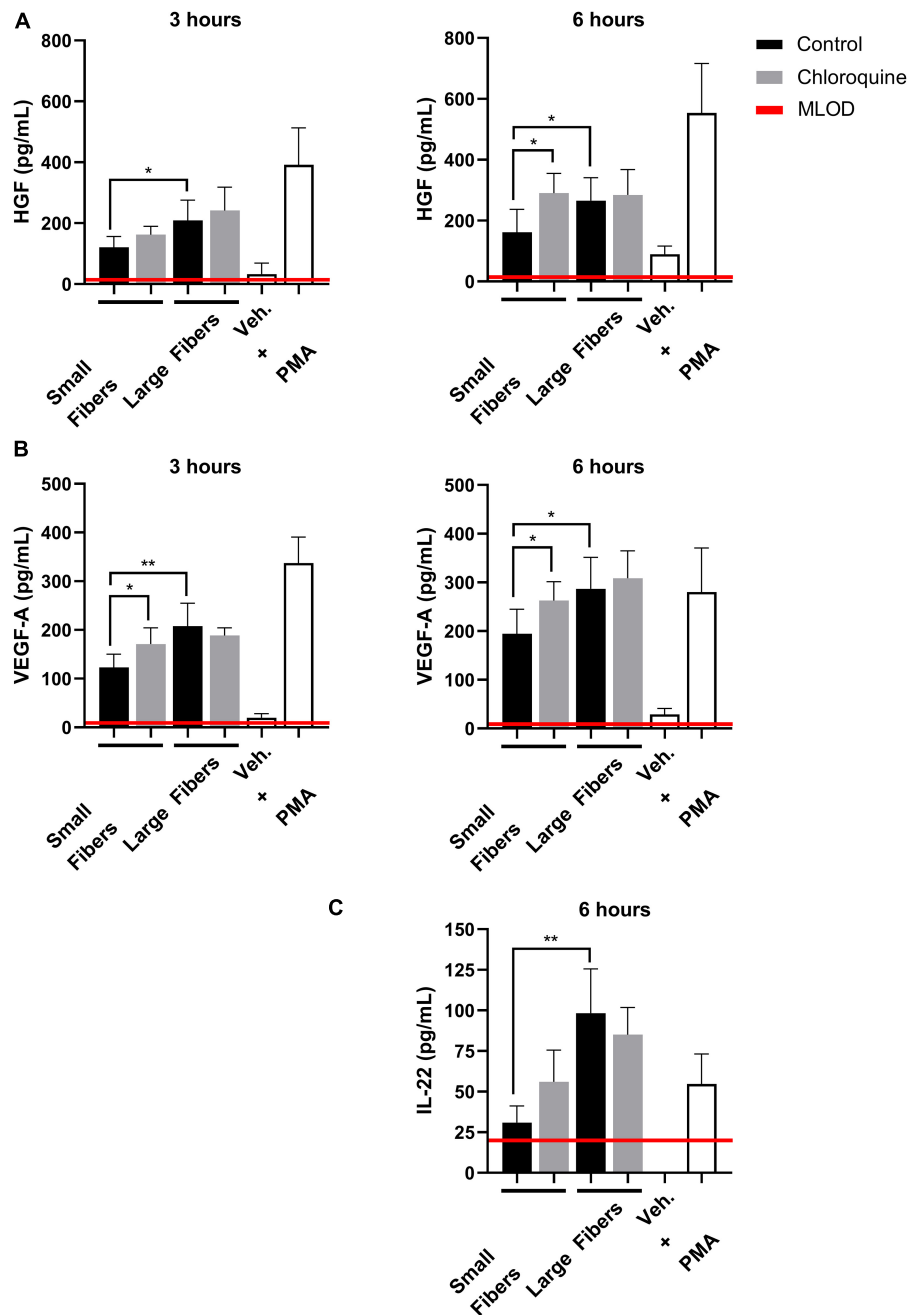 A
3 hours
HGF (pg/mL)
800
600
400
200
0
*
Small
Fibers
Large Fibers
Veh.
+
PMA
6 hours
HGF (pg/mL)
800
600
400
200
0
*
*
Small
Fibers
Large Fibers
Veh.
+
PMA
Control
Chloroquine
MLOD
B
3 hours
VEGF-A (pg/mL)
500
400
300
200
100
0
**
*
Small
Fibers
Large Fibers
Veh.
+
PMA
6 hours
VEGF-A (pg/mL)
500
400
300
200
100
0
*
*
Small
Fibers
Large Fibers
Veh.
+
PMA
C
6 hours
IL-22 (pg/mL)
150
125
100
75
50
25
0
**
Small
Fibers
Large Fibers
Veh.
+
PMA